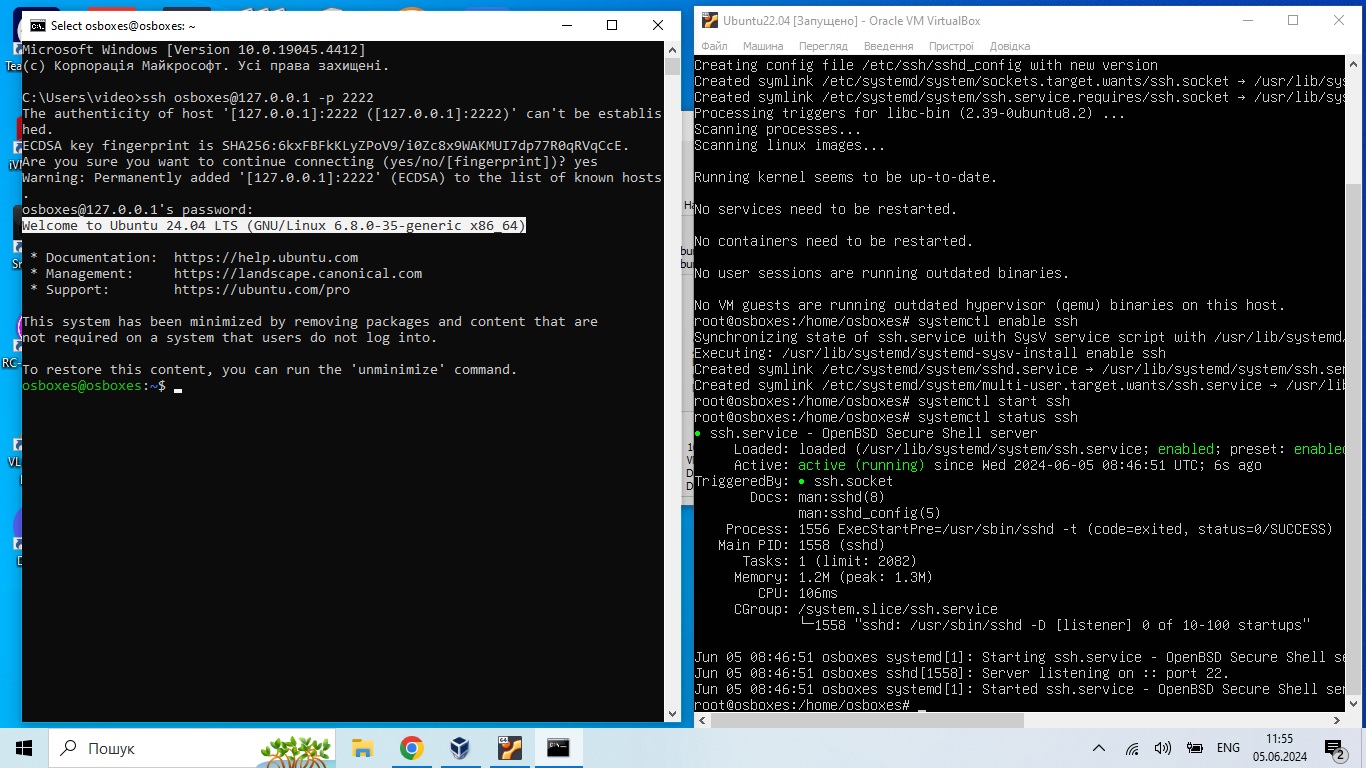 Select osboxes@osboxes: ~
Microsoft Windows [Version 10.0.19045.4412]
(c) Корпорація Майкрософт. Усі права захищені.
C:\Users\video>ssh osboxes@127.0.0.1 -p 2222
The authenticity of host '[127.0.0.1]:2222 ([127.0.0.1]:2222)' can't be establis
hed.
ECDSA key fingerprint is SHA256:6kxFBFkKLyZPoV9/i0Zc8x9WAKMUI7dp77R0qRVqCcE.
Are you sure you want to continue connecting (yes/no/[fingerprint])? yes
Warning: Permanently added '[127.0.0.1]:2222' (ECDSA) to the list of known hosts
.
osboxes@127.0.0.1's password:
Welcome to Ubuntu 24.04 LTS (GNU/Linux 6.8.0-35-generic x86_64)
* Documentation:  https://help.ubuntu.com
* Management:     https://landscape.canonical.com
* Support:        https://ubuntu.com/pro
This system has been minimized by removing packages and content that are
not required on a system that users do not log into.
To restore this content, you can run the 'unminimize' command.
osboxes@osboxes:~$
Ubuntu22.04 [Запущено] - Oracle VM VirtualBox
Файл Машина Перегляд Введення Пристрої Довідка
Creating config file /etc/ssh/sshd_config with new version
Created symlink /etc/systemd/system/sockets.target.wants/ssh.socket → /usr/lib/sys
Created symlink /etc/systemd/system/ssh.service.requires/ssh.socket → /usr/lib/sys
Processing triggers for libc-bin (2.39-0ubuntu8.2) ...
Scanning processes...
Scanning linux images...
Running kernel seems to be up-to-date.
No services need to be restarted.
No containers need to be restarted.
No user sessions are running outdated binaries.
No VM guests are running outdated hypervisor (qemu) binaries on this host.
root@osboxes:/home/osboxes# systemctl enable ssh
Synchronizing state of ssh.service with SysV service script with /usr/lib/systemd/
Executing: /usr/lib/systemd/systemd-sysv-install enable ssh
Created symlink /etc/systemd/system/sshd.service → /usr/lib/systemd/system/ssh.ser
Created symlink /etc/systemd/system/multi-user.target.wants/ssh.service → /usr/lib
root@osboxes:/home/osboxes# systemctl start ssh
root@osboxes:/home/osboxes# systemctl status ssh
● ssh.service - OpenBSD Secure Shell server
Loaded: loaded (/usr/lib/systemd/system/ssh.service; enabled; preset: enabled
Active: active (running) since Wed 2024-06-05 08:46:51 UTC; 6s ago
TriggeredBy: ● ssh.socket
Docs: man:sshd(8)
man:sshd_config(5)
Process: 1556 ExecStartPre=/usr/sbin/sshd -t (code=exited, status=0/SUCCESS)
Main PID: 1558 (sshd)
Tasks: 1 (limit: 2082)
Memory: 1.2M (peak: 1.3M)
CPU: 106ms
CGroup: /system.slice/ssh.service
└─1558 "sshd: /usr/sbin/sshd -D [listener] 0 of 10-100 startups"
Jun 05 08:46:51 osboxes systemd[1]: Starting ssh.service - OpenBSD Secure Shell se
Jun 05 08:46:51 osboxes sshd[1558]: Server listening on :: port 22.
Jun 05 08:46:51 osboxes systemd[1]: Started ssh.service - OpenBSD Secure Shell ser
root@osboxes:/home/osboxes#
Пошук
ENG
11:55
05.06.2024
2